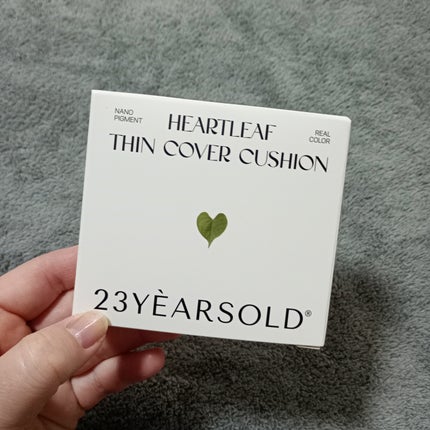 NANO
PIGMENT
HEARTLEAF
REAL
COLOR
THIN COVER CUSHION
23YÈARSOLD®